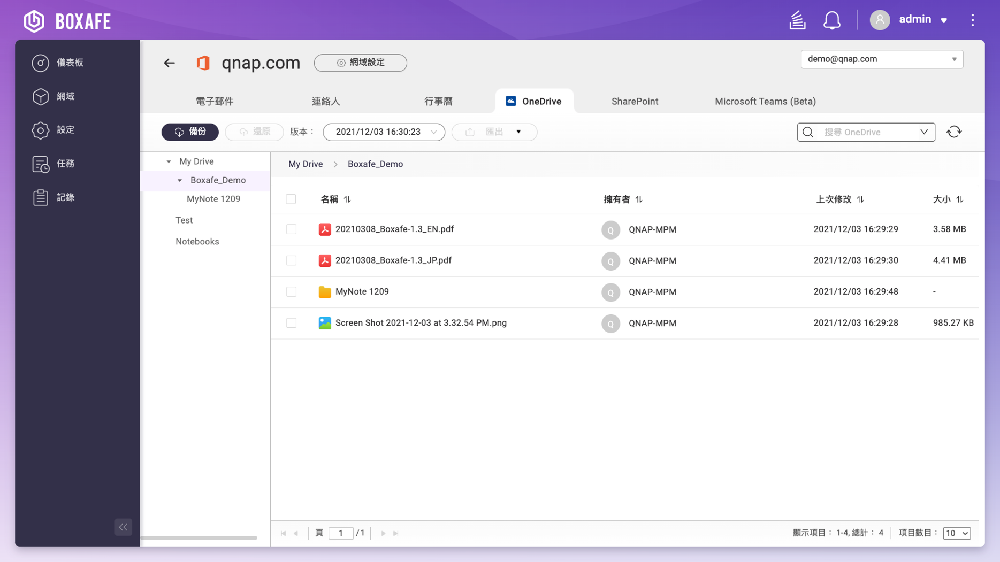 BOXAFE
admin
儀表板
網域
設定
任務
記錄
qnap.com
網域設定
demo@qnap.com
電子郵件
連絡人
行事曆
OneDrive
SharePoint
Microsoft Teams (Beta)
備份
還原
版本：
2021/12/03 16:30:23
匯出
搜尋 OneDrive
My Drive
Boxafe_Demo
MyNote 1209
Test
Notebooks
My Drive > Boxafe_Demo
名稱 擁有者 上次修改 大小
20210308_Boxafe-1.3_EN.pdf Q QNAP-MPM 2021/12/03 16:29:29 3.58 MB
20210308_Boxafe-1.3_JP.pdf Q QNAP-MPM 2021/12/03 16:29:30 4.41 MB
MyNote 1209 Q QNAP-MPM 2021/12/03 16:29:48 -
Screen Shot 2021-12-03 at 3.32.54 PM.png Q QNAP-MPM 2021/12/03 16:29:28 985.27 KB
頁 1 /1
顯示項目： 1-4, 總計： 4
項目數目： 10